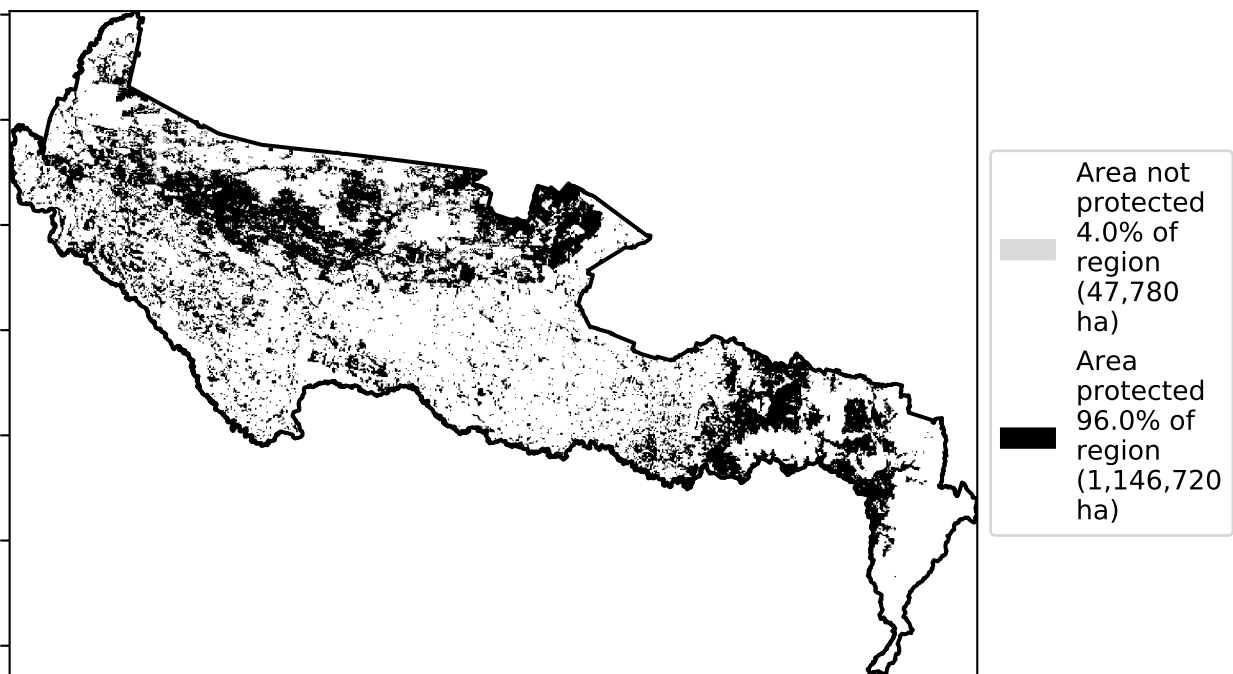 Area not
protected
4.0% of
region
(47,780
ha)
Area
protected
96.0% of
region
(1,146,720
ha)